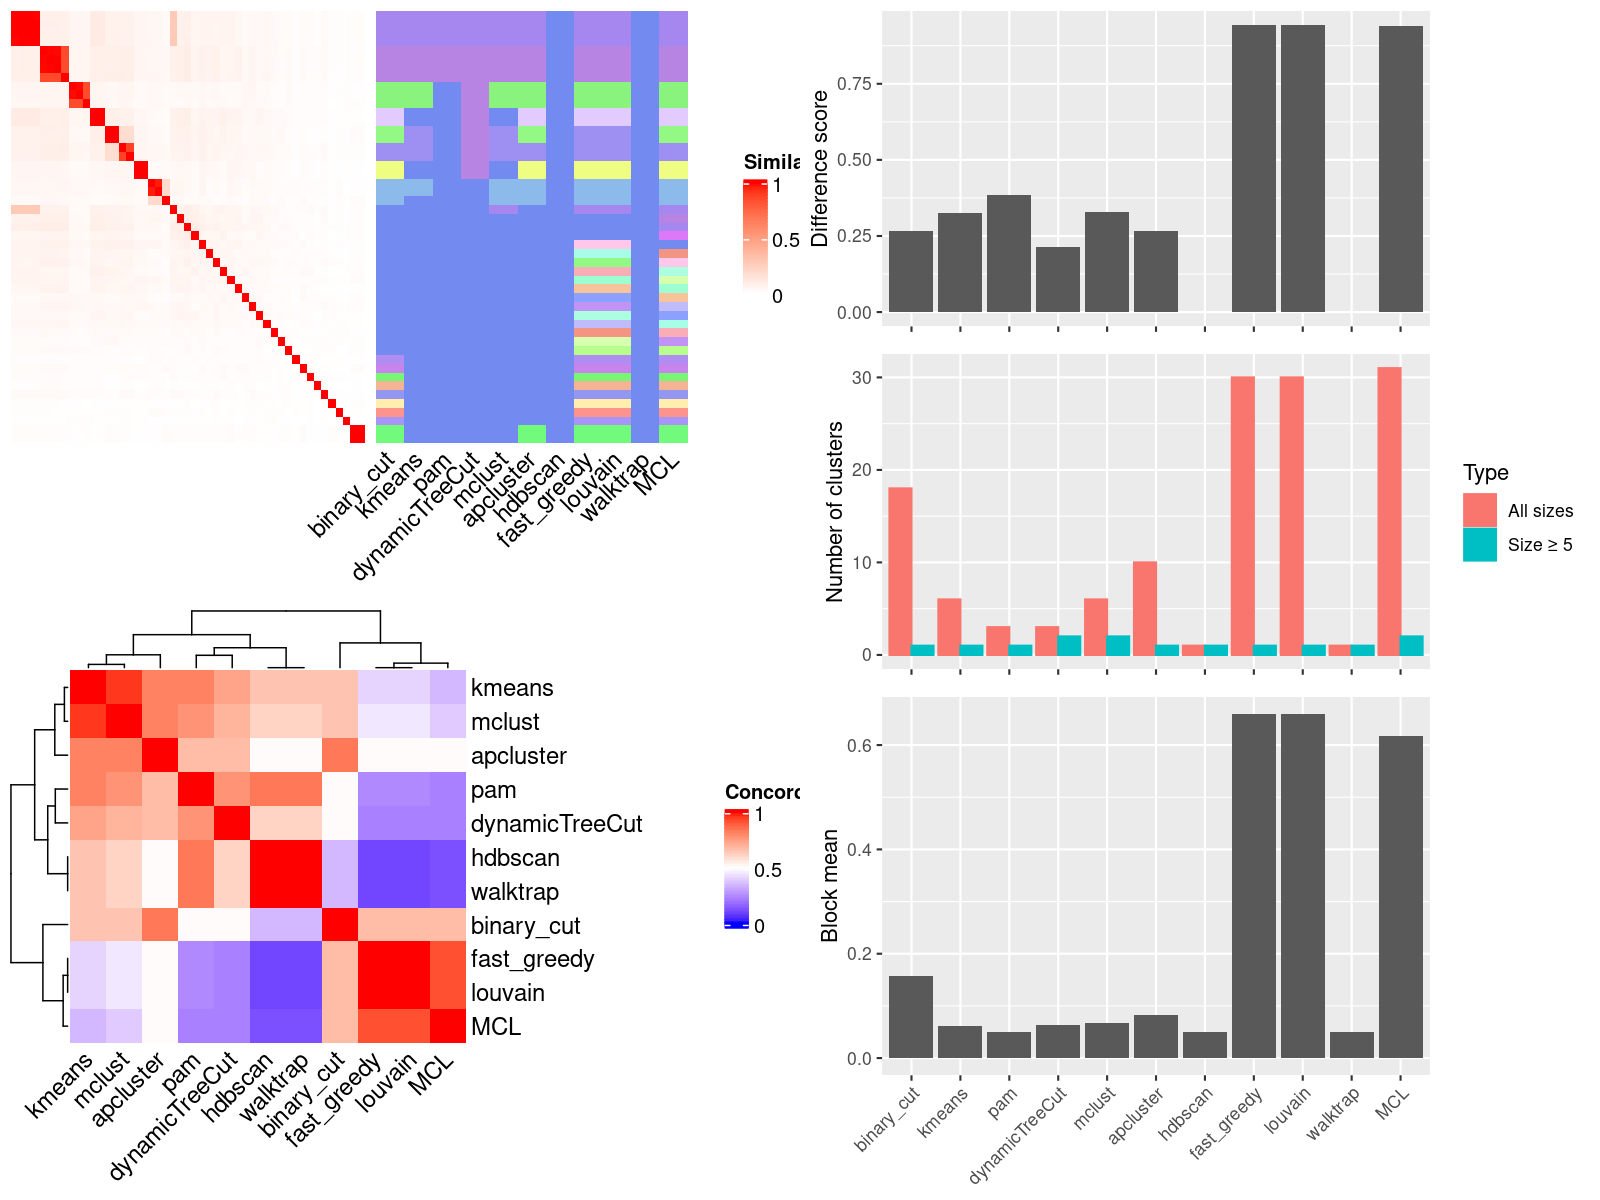 Simila
1
0.5
0
binary_cut
kmeans
pam
dynamicTreeCut
mclust
apcluster
hdbscan
fast_greedy
louvain
walktrap
MCL
Difference score
0.75
0.50
0.25
0.00
Number of clusters
30
20
10
0
Type
All sizes
Size ≥ 5
kmeans
mclust
apcluster
pam
dynamicTreeCut
hdbscan
walktrap
binary_cut
fast_greedy
louvain
MCL
kmeans
mclust
apcluster
pam
dynamicTreeCut
hdbscan
walktrap
binary_cut
fast_greedy
louvain
MCL
Concorc
1
0.5
0
Block mean
0.6
0.4
0.2
0.0
binary_cut
kmeans
pam
dynamicTreeCut
mclust
apcluster
hdbscan
fast_greedy
louvain
walktrap
MCL